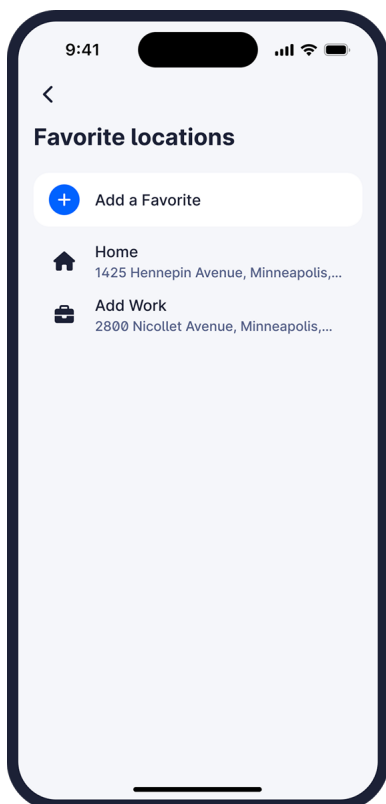 9:41
Favorite locations
Add a Favorite
Home
1425 Hennepin Avenue, Minneapolis,...
Add Work
2800 Nicollet Avenue, Minneapolis,...